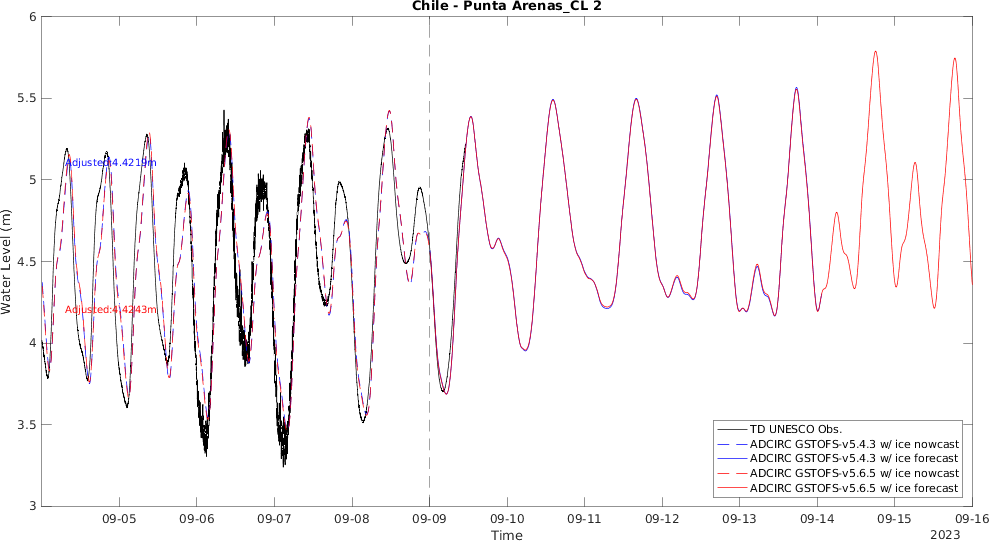 Chile - Punta Arenas_CL 2
6
5.5
5
4.5
4
3.5
3
Water Level (m)
Adjusted:4.4219m
Adjusted:4.4243m
TD UNESCO Obs.
ADCIRC GSTOFS-v5.4.3 w/ ice nowcast
ADCIRC GSTOFS-v5.4.3 w/ ice forecast
ADCIRC GSTOFS-v5.6.5 w/ ice nowcast
ADCIRC GSTOFS-v5.6.5 w/ ice forecast
09-05 09-06 09-07 09-08 09-09 09-10 09-11 09-12 09-13 09-14 09-15 09-16
Time
2023